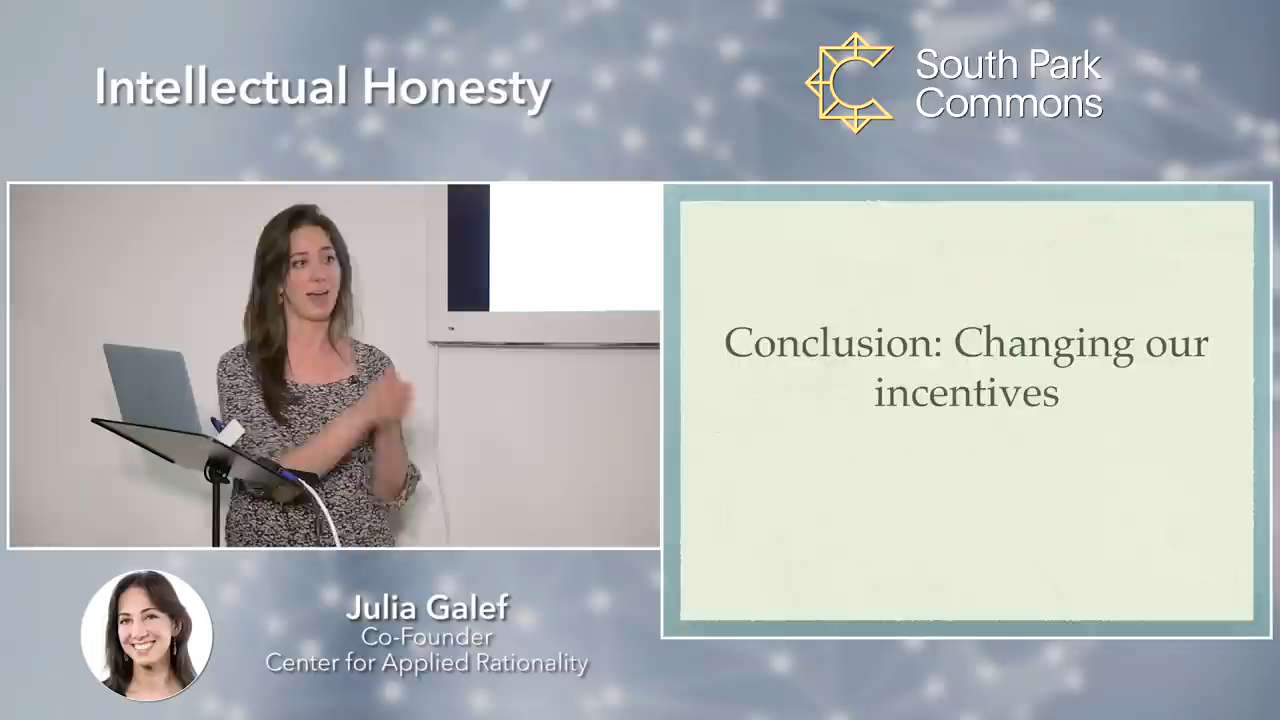 Intellectual Honesty
South Park
Commons
Conclusion: Changing our
incentives
Julia Galef
Co-Founder
Center for Applied Rationality